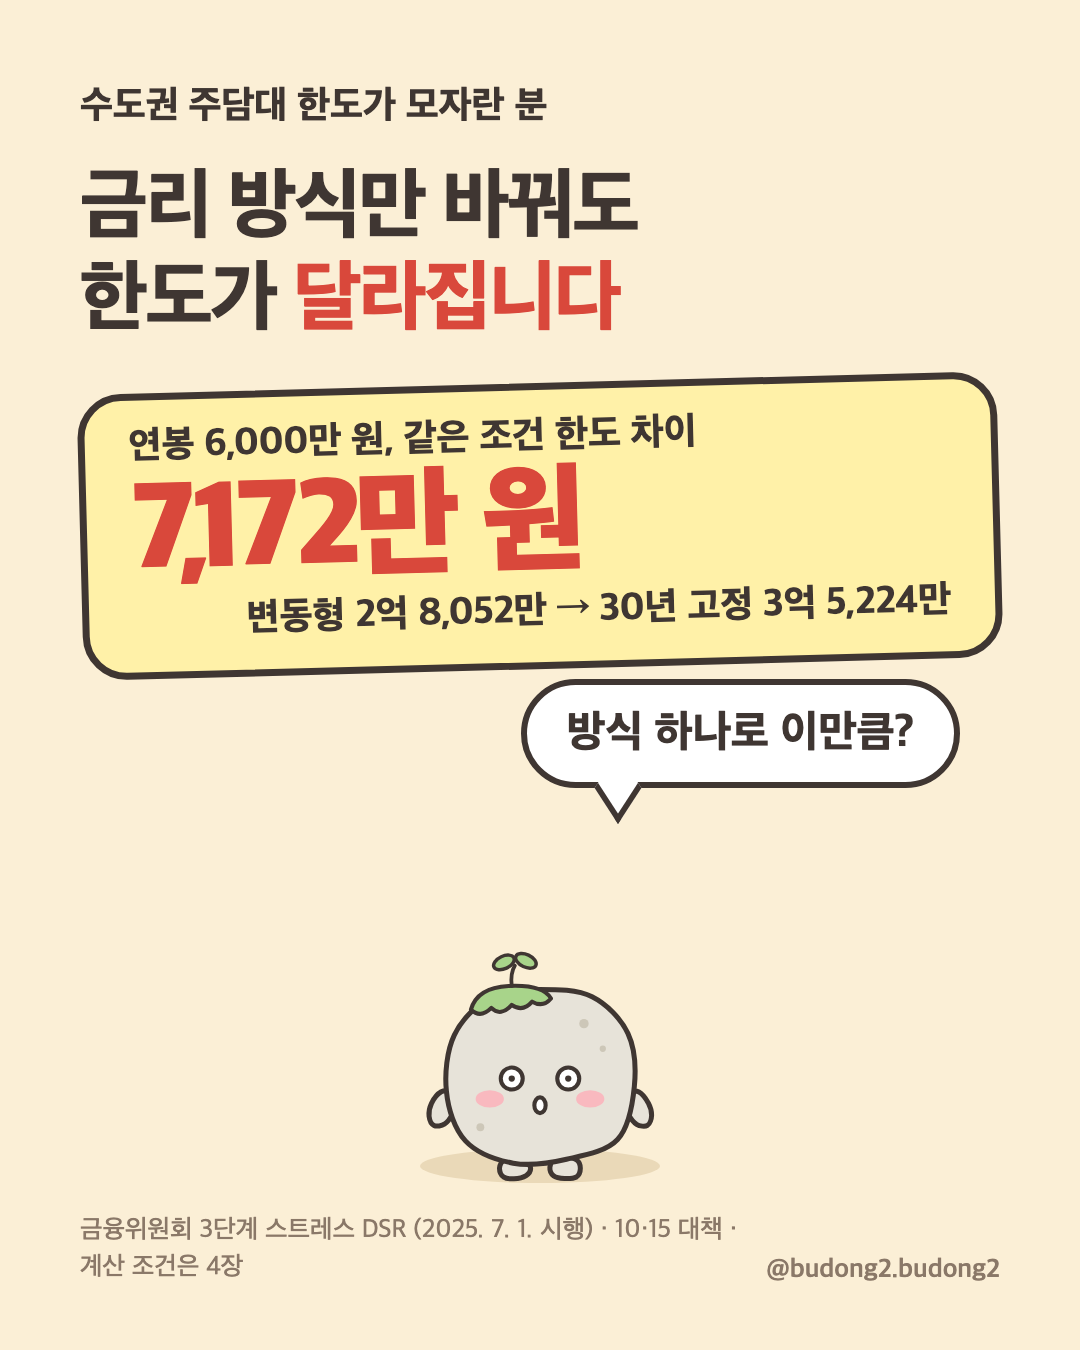 수도권 주담대 한도가 모자란 분
금리 방식만 바꿔도
한도가 달라집니다
연봉 6,000만 원, 같은 조건 한도 차이
7,172만 원
변동형 2억 8,052만 → 30년 고정 3억 5,224만
방식 하나로 이만큼?
금융위원회 3단계 스트레스 DSR (2025. 7. 1. 시행) · 10·15 대책 ·
계산 조건은 4장
@budong2.budong2